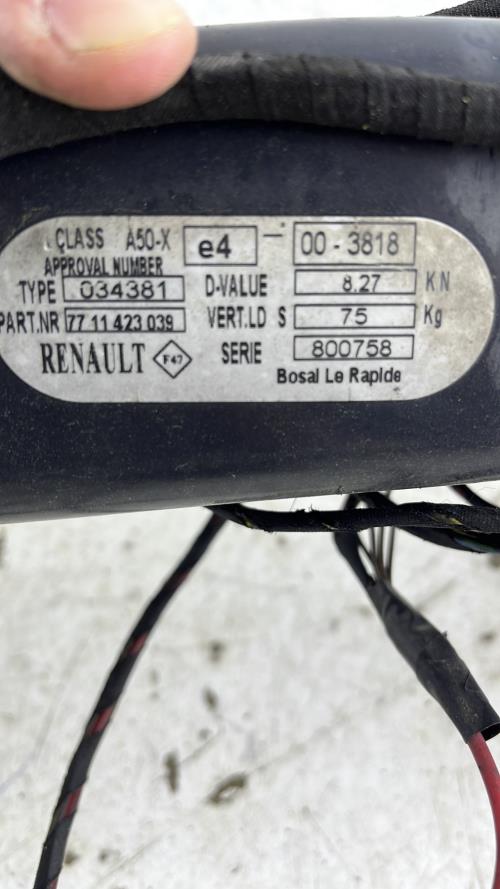 CLASS A50-X e4 - 00-3818
APPROVAL NUMBER
TYPE 034381 D-VALUE 8.27 KN
PART.NR 77 11 423 039 VERT.LD S 75 Kg
RENAULT F47 SERIE 800758
Bosal Le Rapide